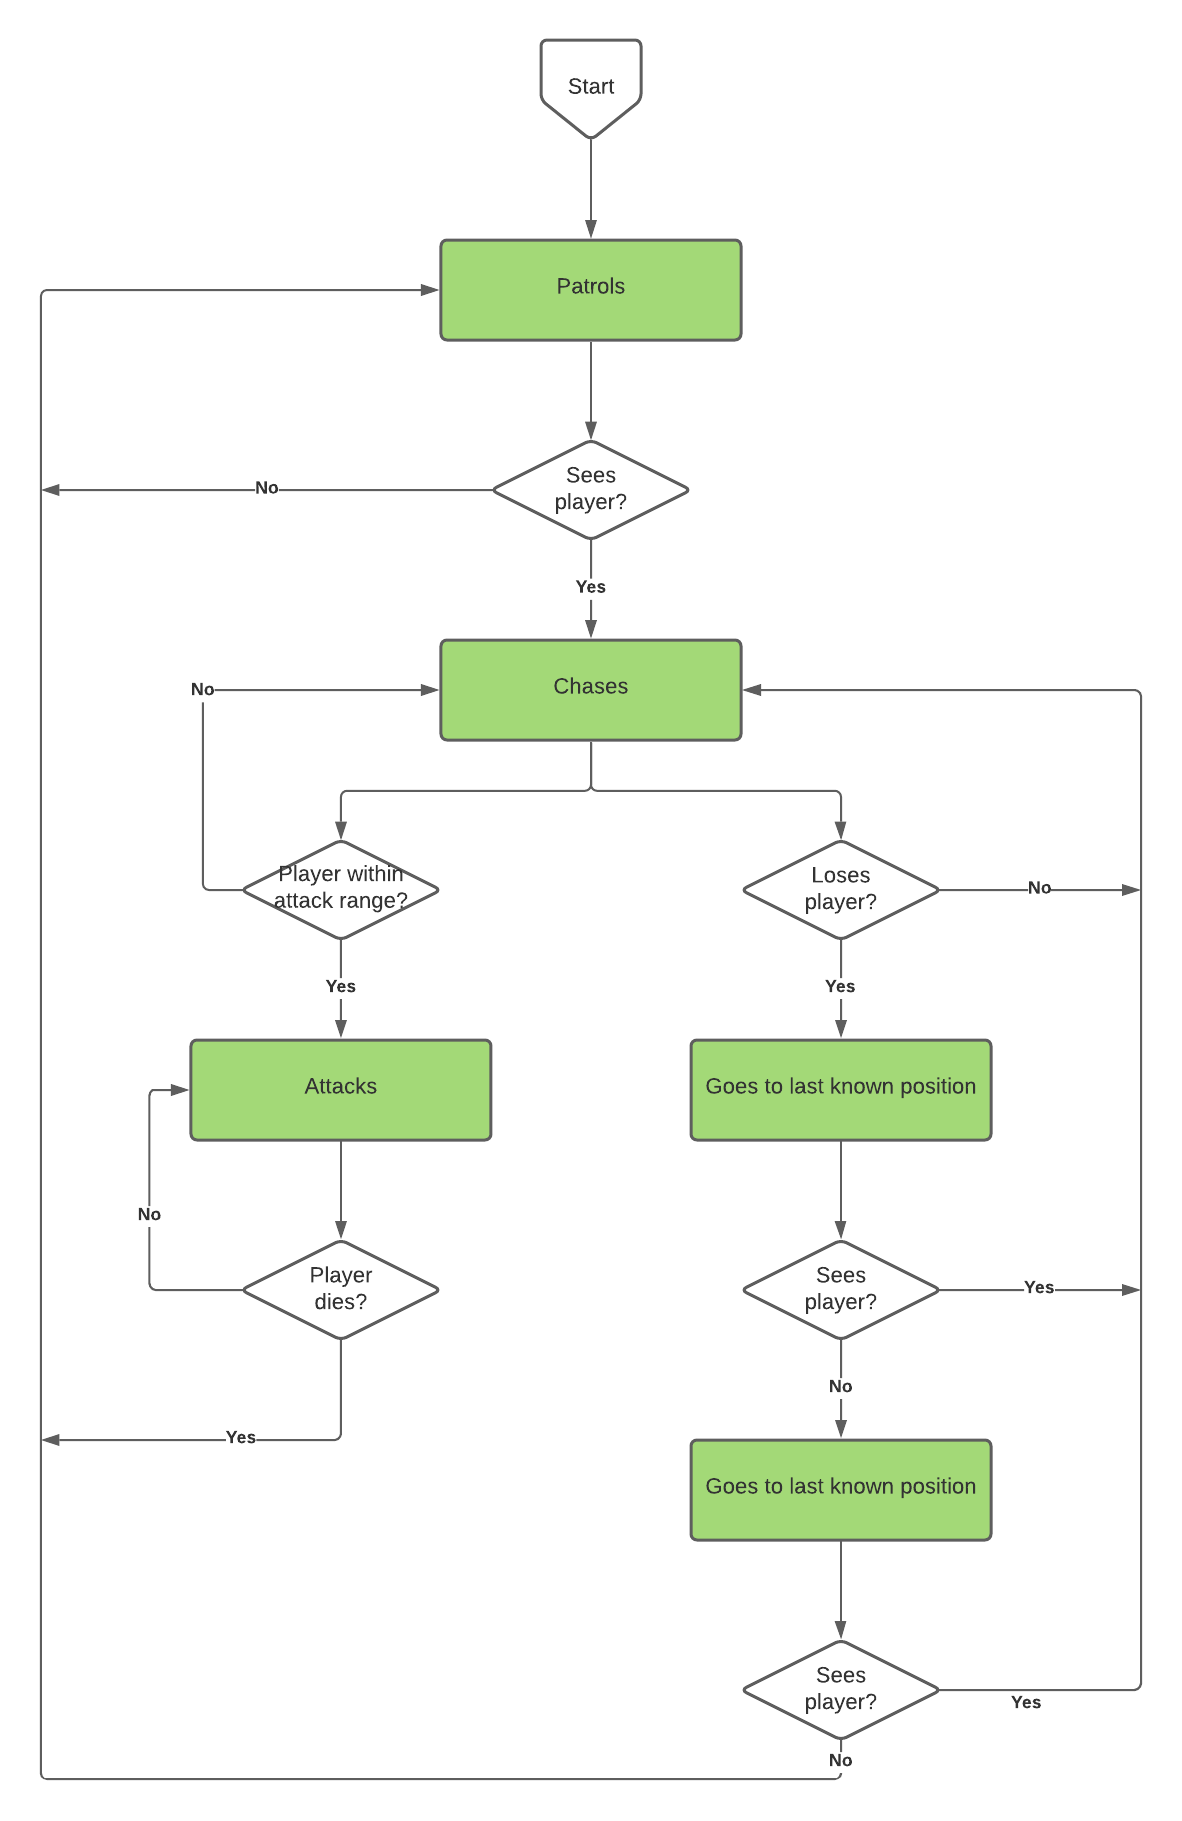 Start
Patrols
Sees
player?
No
Yes
Chases
No
Player within
attack range?
Loses
player?
No
Yes
Yes
Attacks
Goes to last known position
No
Player
dies?
Sees
player?
Yes
No
Yes
Goes to last known position
Sees
player?
Yes
No